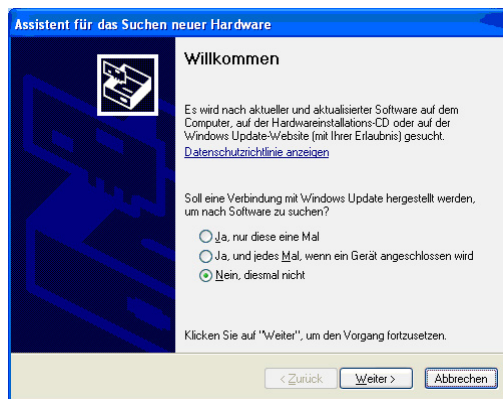 Assistent für das Suchen neuer Hardware
Willkommen
Es wird nach aktueller und aktualisierter Software auf dem
Computer, auf der Hardwareinstallations-CD oder auf der
Windows Update-Website (mit Ihrer Erlaubnis) gesucht.
Datenschutzrichtlinie anzeigen
Soll eine Verbindung mit Windows Update hergestellt werden,
um nach Software zu suchen?
Ja, nur diese eine Mal
Ja, und jedes Mal, wenn ein Gerät angeschlossen wird
Nein, diesmal nicht
Klicken Sie auf "Weiter", um den Vorgang fortzusetzen.
< Zurück Weiter > Abbrechen